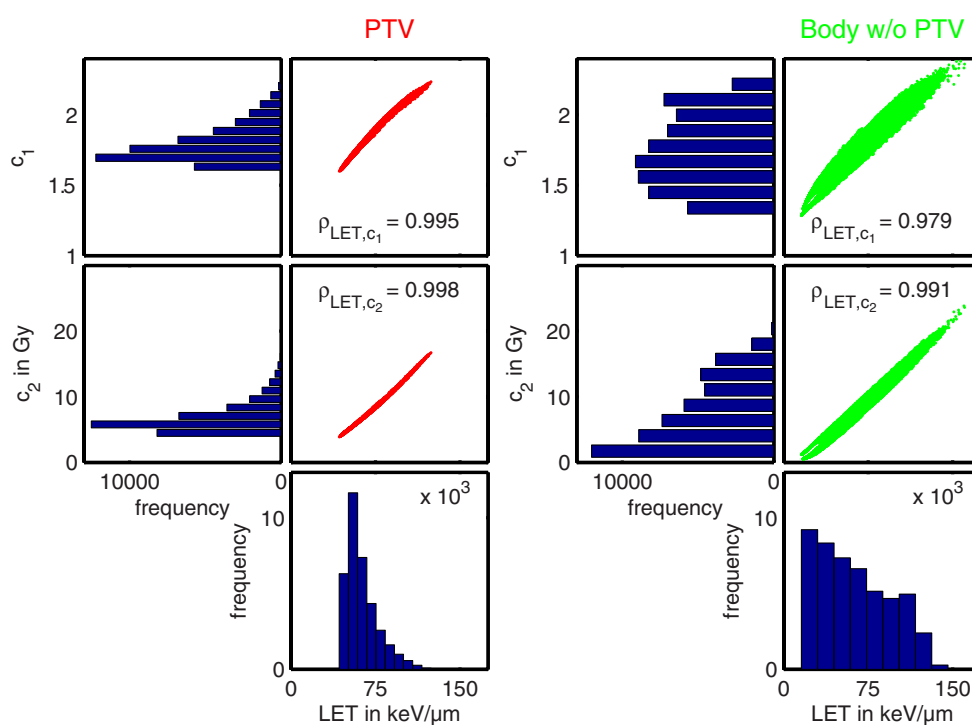 PTV
Body w/o PTV
c1
2
1.5
1
ρLET,c1 = 0.995
c1
2
1.5
1
ρLET,c1 = 0.979
c2 in Gy
20
10
0
ρLET,c2 = 0.998
c2 in Gy
20
10
0
ρLET,c2 = 0.991
10000
0
frequency
10000
0
frequency
frequency
10
0
x 10^3
frequency
10
0
x 10^3
0
75
150
LET in keV/µm
0
75
150
LET in keV/µm